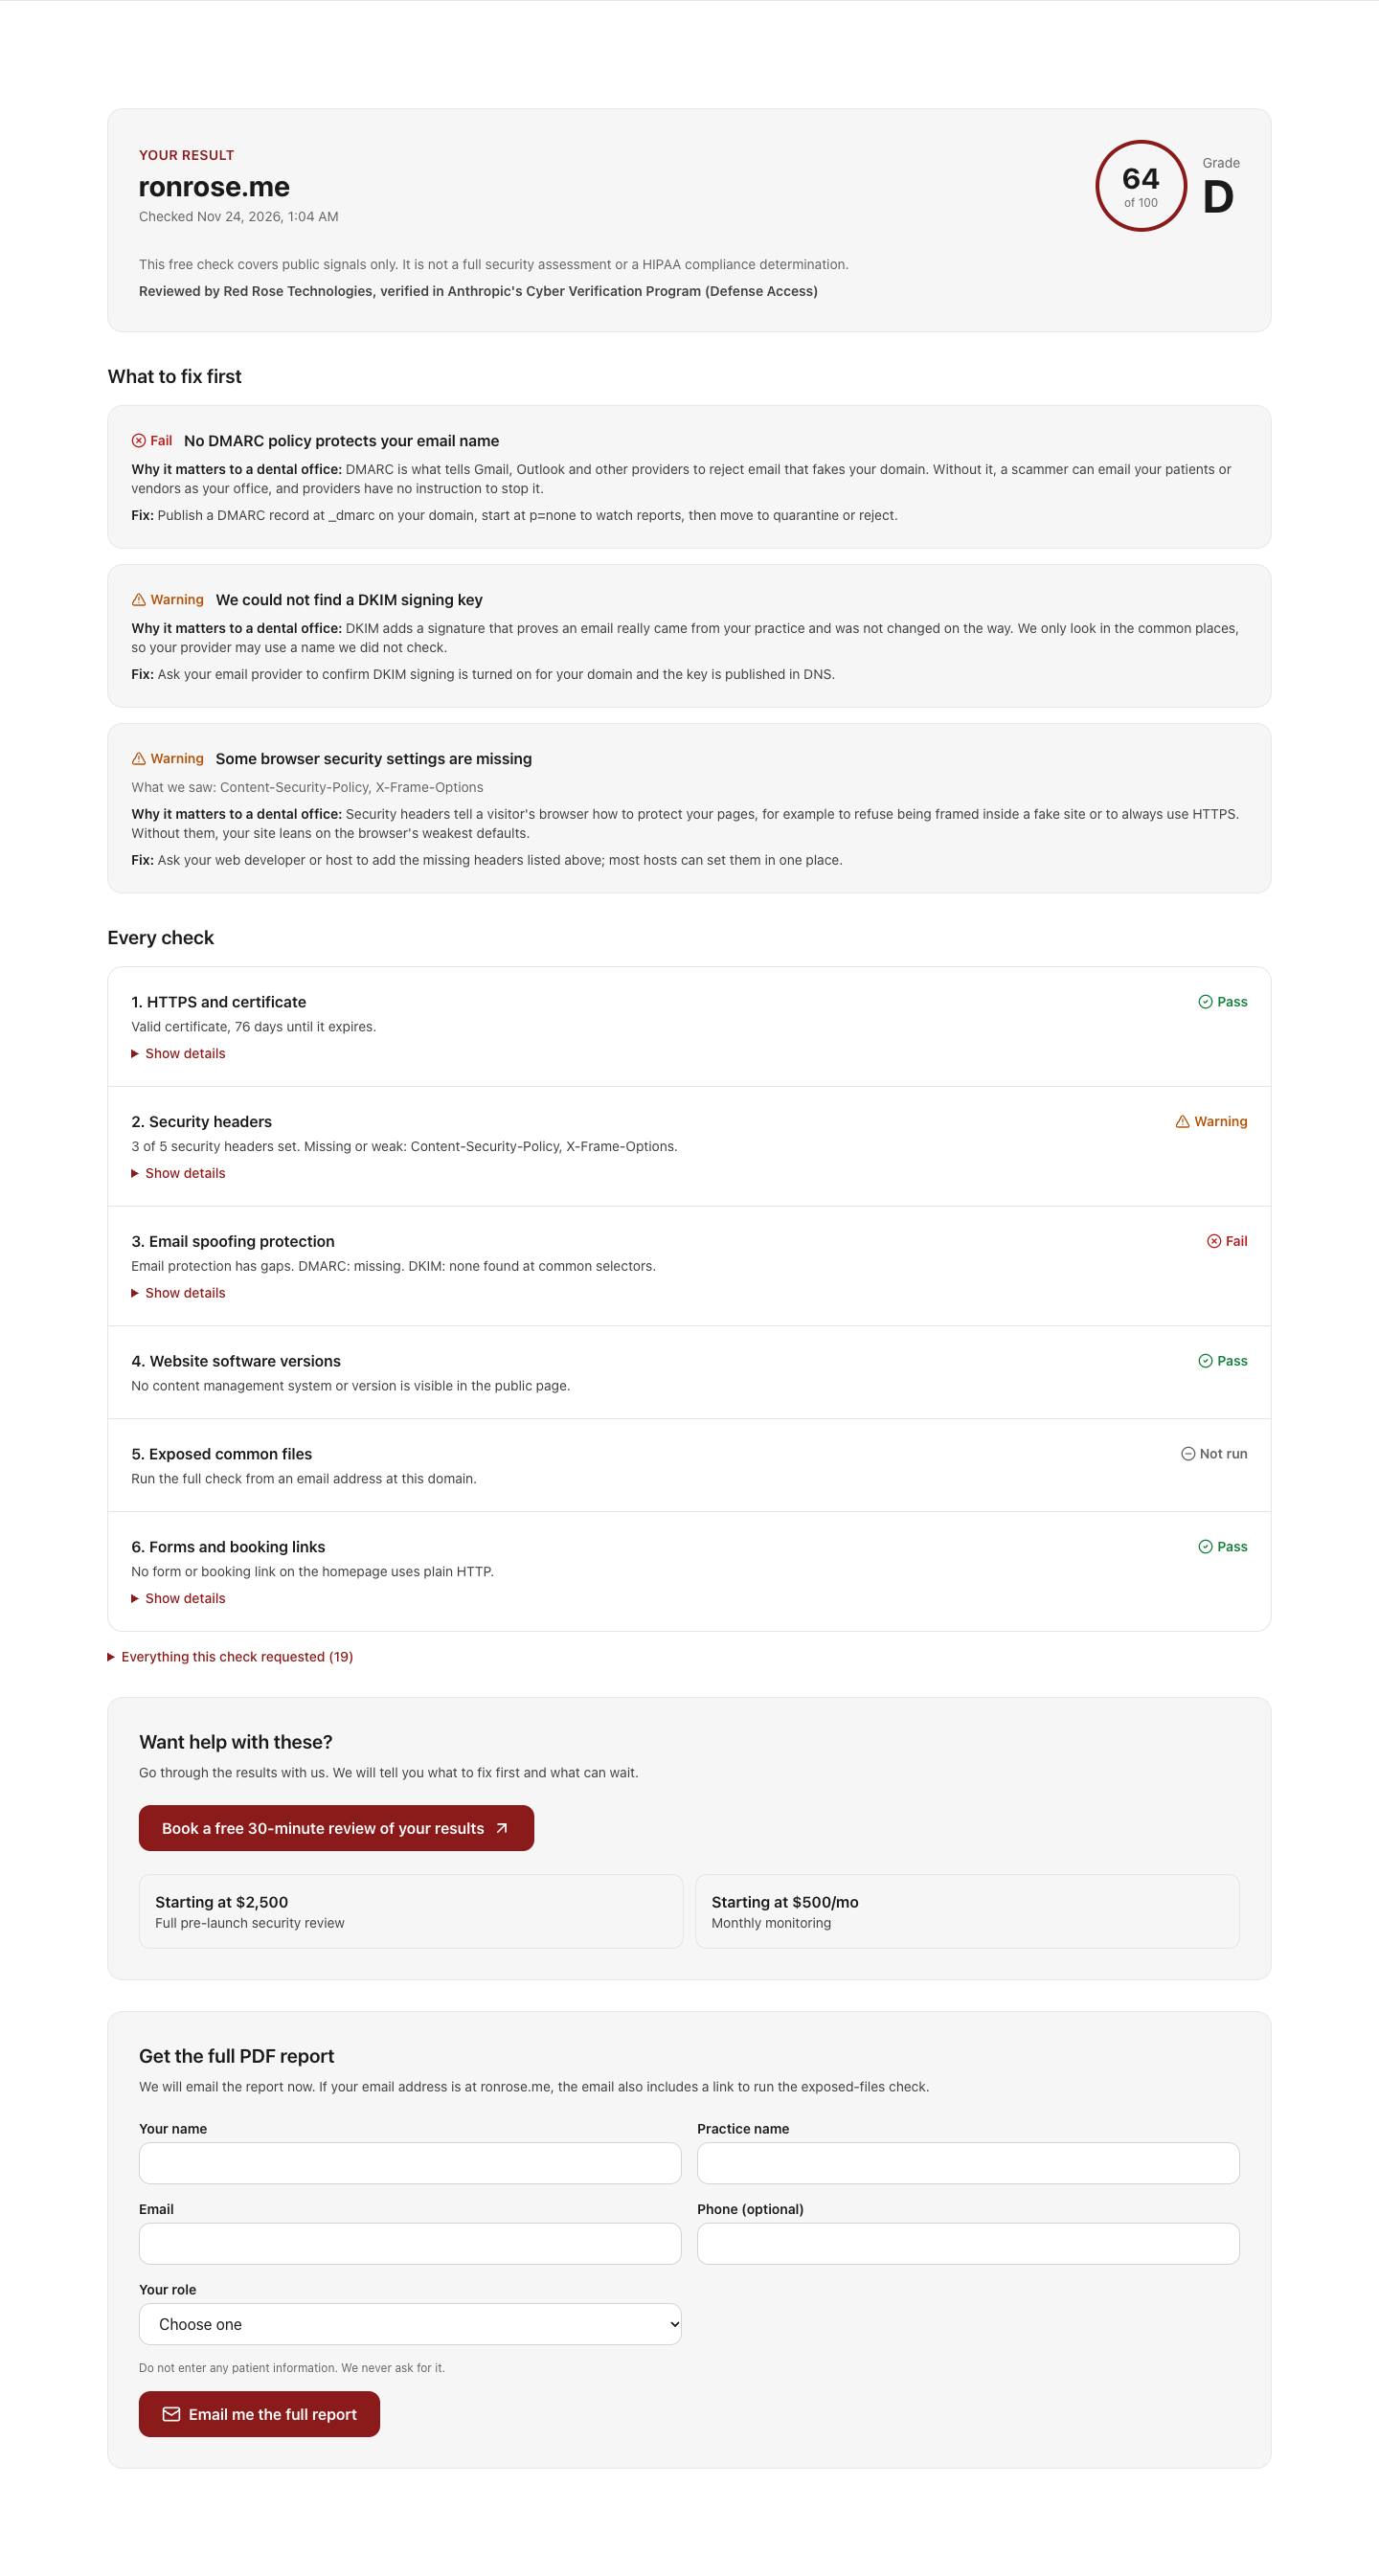 YOUR RESULT
ronrose.me
Checked Nov 24, 2026, 1:04 AM
64
of 100
Grade
D
This free check covers public signals only. It is not a full security assessment or a HIPAA compliance determination.
Reviewed by Red Rose Technologies, verified in Anthropic's Cyber Verification Program (Defense Access)
What to fix first
Fail No DMARC policy protects your email name
Why it matters to a dental office: DMARC is what tells Gmail, Outlook and other providers to reject email that fakes your domain. Without it, a scammer can email your patients or
vendors as your office, and providers have no instruction to stop it.
Fix: Publish a DMARC record at _dmarc on your domain, start at p=none to watch reports, then move to quarantine or reject.
Warning We could not find a DKIM signing key
Why it matters to a dental office: DKIM adds a signature that proves an email really came from your practice and was not changed on the way. We only look in the common places,
so your provider may use a name we did not check.
Fix: Ask your email provider to confirm DKIM signing is turned on for your domain and the key is published in DNS.
Warning Some browser security settings are missing
What we saw: Content-Security-Policy, X-Frame-Options
Why it matters to a dental office: Security headers tell a visitor's browser how to protect your pages, for example to refuse being framed inside a fake site or to always use HTTPS.
Without them, your site leans on the browser's weakest defaults.
Fix: Ask your web developer or host to add the missing headers listed above; most hosts can set them in one place.
Every check
1. HTTPS and certificate
Pass
Valid certificate, 76 days until it expires.
Show details
2. Security headers
Warning
3 of 5 security headers set. Missing or weak: Content-Security-Policy, X-Frame-Options.
Show details
3. Email spoofing protection
Fail
Email protection has gaps. DMARC: missing. DKIM: none found at common selectors.
Show details
4. Website software versions
Pass
No content management system or version is visible in the public page.
5. Exposed common files
Not run
Run the full check from an email address at this domain.
6. Forms and booking links
Pass
No form or booking link on the homepage uses plain HTTP.
Show details
Everything this check requested (19)
Want help with these?
Go through the results with us. We will tell you what to fix first and what can wait.
Book a free 30-minute review of your results
Starting at $2,500
Full pre-launch security review
Starting at $500/mo
Monthly monitoring
Get the full PDF report
We will email the report now. If your email address is at ronrose.me, the email also includes a link to run the exposed-files check.
Your name
Practice name
Email
Phone (optional)
Your role
Choose one
Do not enter any patient information. We never ask for it.
Email me the full report